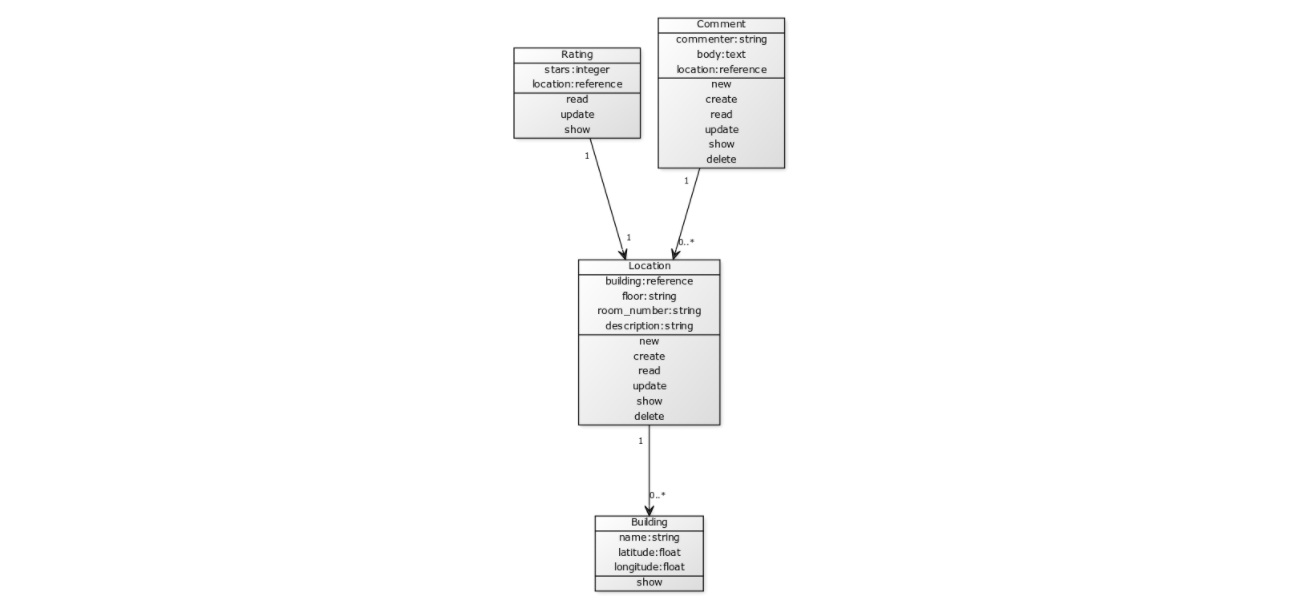 Rating
stars:integer
location:reference
read
update
show
Comment
commenter:string
body:text
location:reference
new
create
read
update
show
delete
1
1
1
0..*
Location
building:reference
floor:string
room_number:string
description:string
new
create
read
update
show
delete
1
0..*
Building
name:string
latitude:float
longitude:float
show